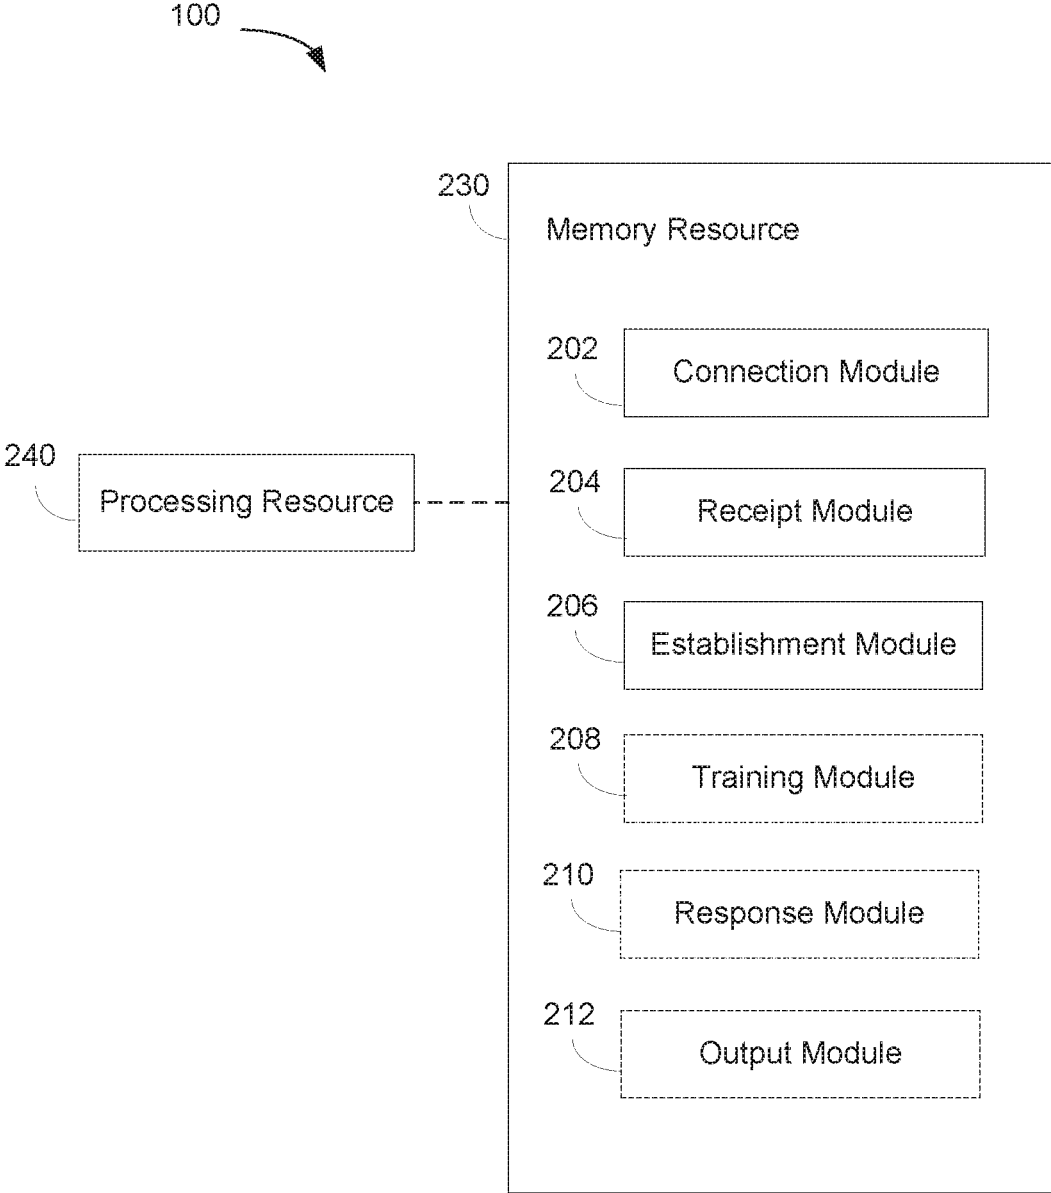 100
230
Memory Resource
202
Connection Module
240
Processing Resource
204
Receipt Module
206
Establishment Module
208
Training Module
210
Response Module
212
Output Module